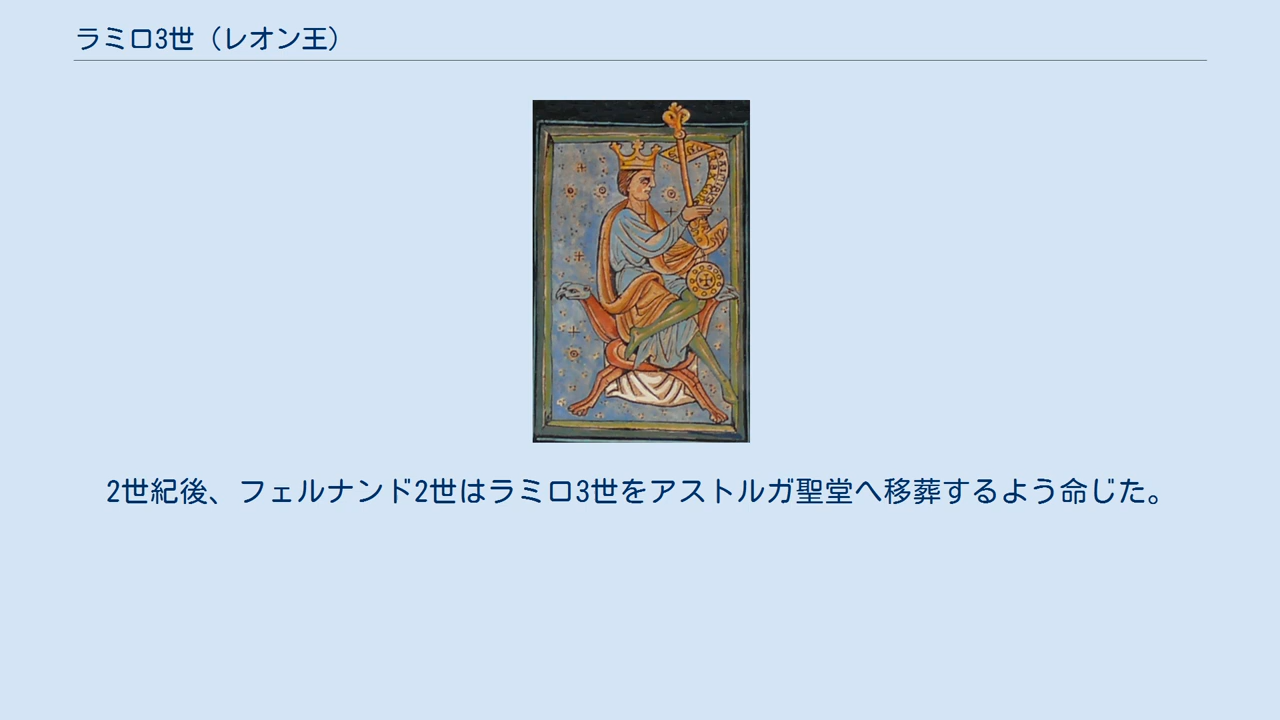 ラミロ3世（レオン王）
2世紀後、フェルナンド2世はラミロ3世をアストルガ聖堂へ移葬するよう命じた。